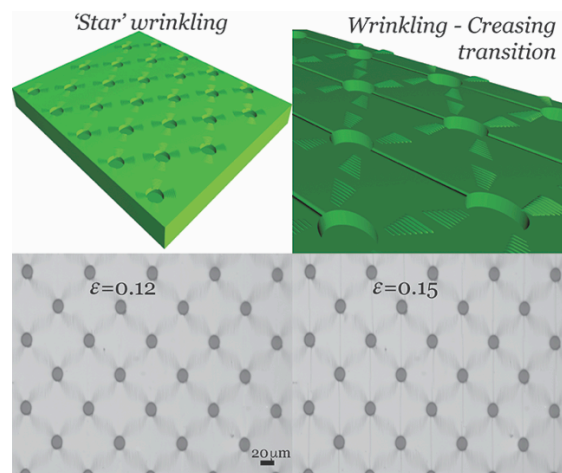 'Star' wrinkling
Wrinkling - Creasing
transition
ε=0.12
ε=0.15
20μm